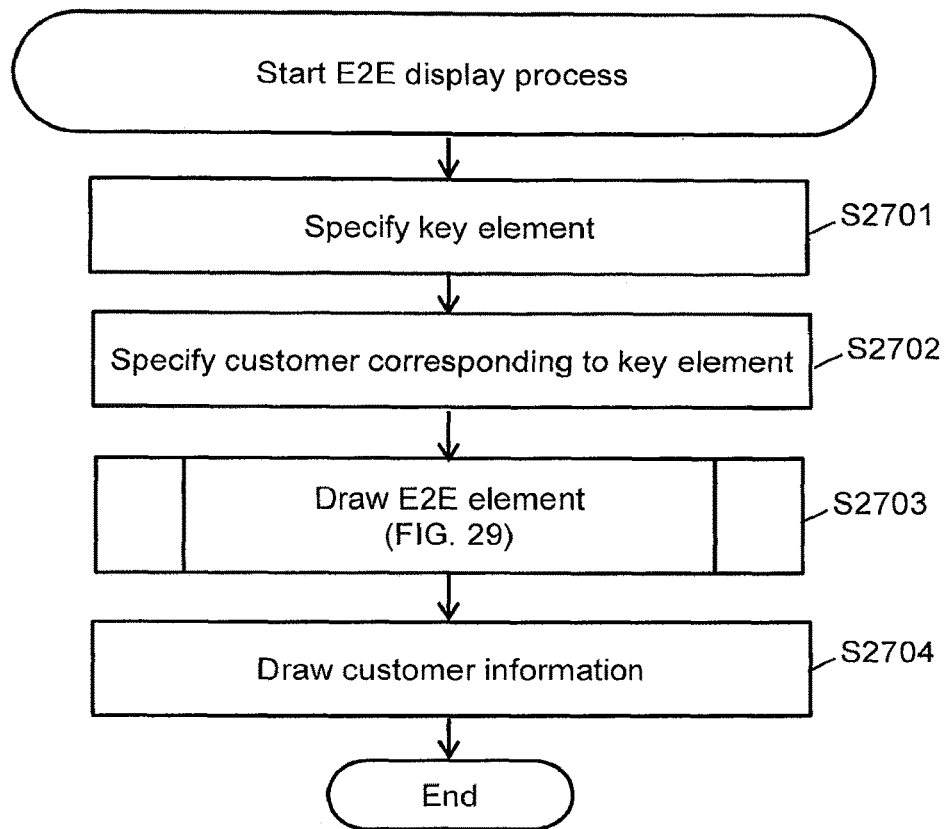 Start E2E display process
Specify key element
S2701
Specify customer corresponding to key element
S2702
Draw E2E element
(FIG. 29)
S2703
Draw customer information
S2704
End